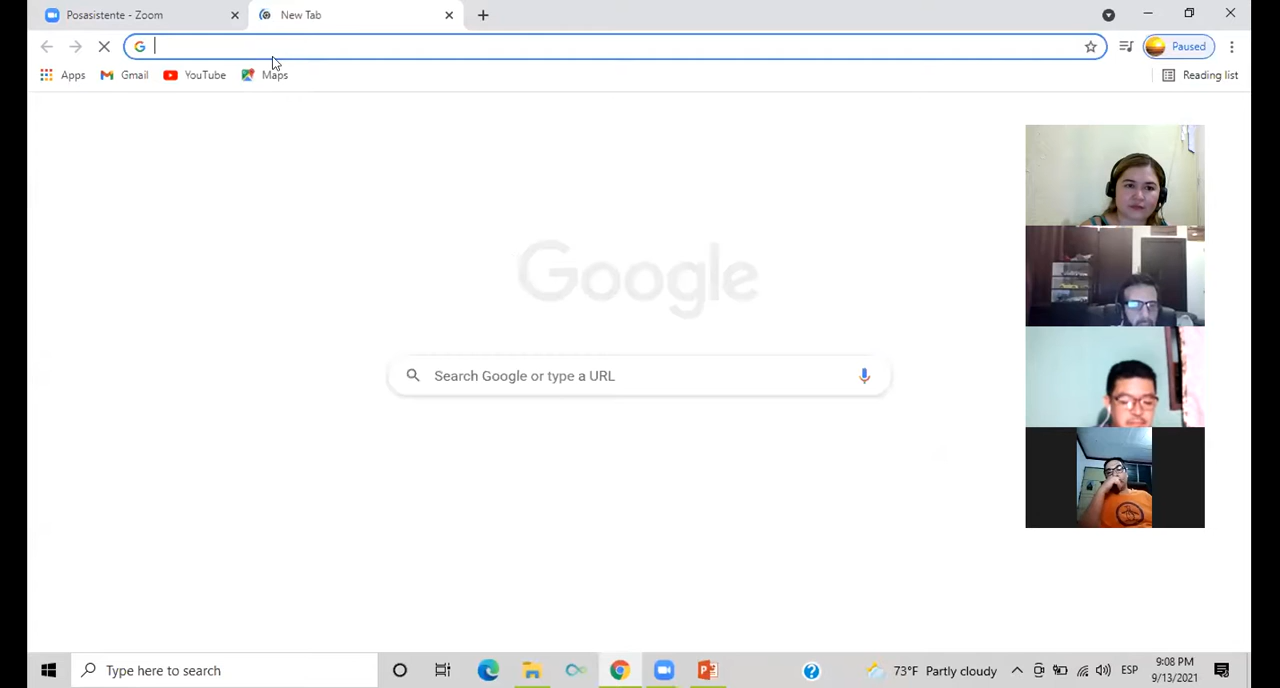 Posasistente - Zoom
New Tab
Paused
Apps
Gmail
YouTube
Maps
Reading list
Google
Search Google or type a URL
Type here to search
73°F Partly cloudy
ESP
9:08 PM
9/13/2021